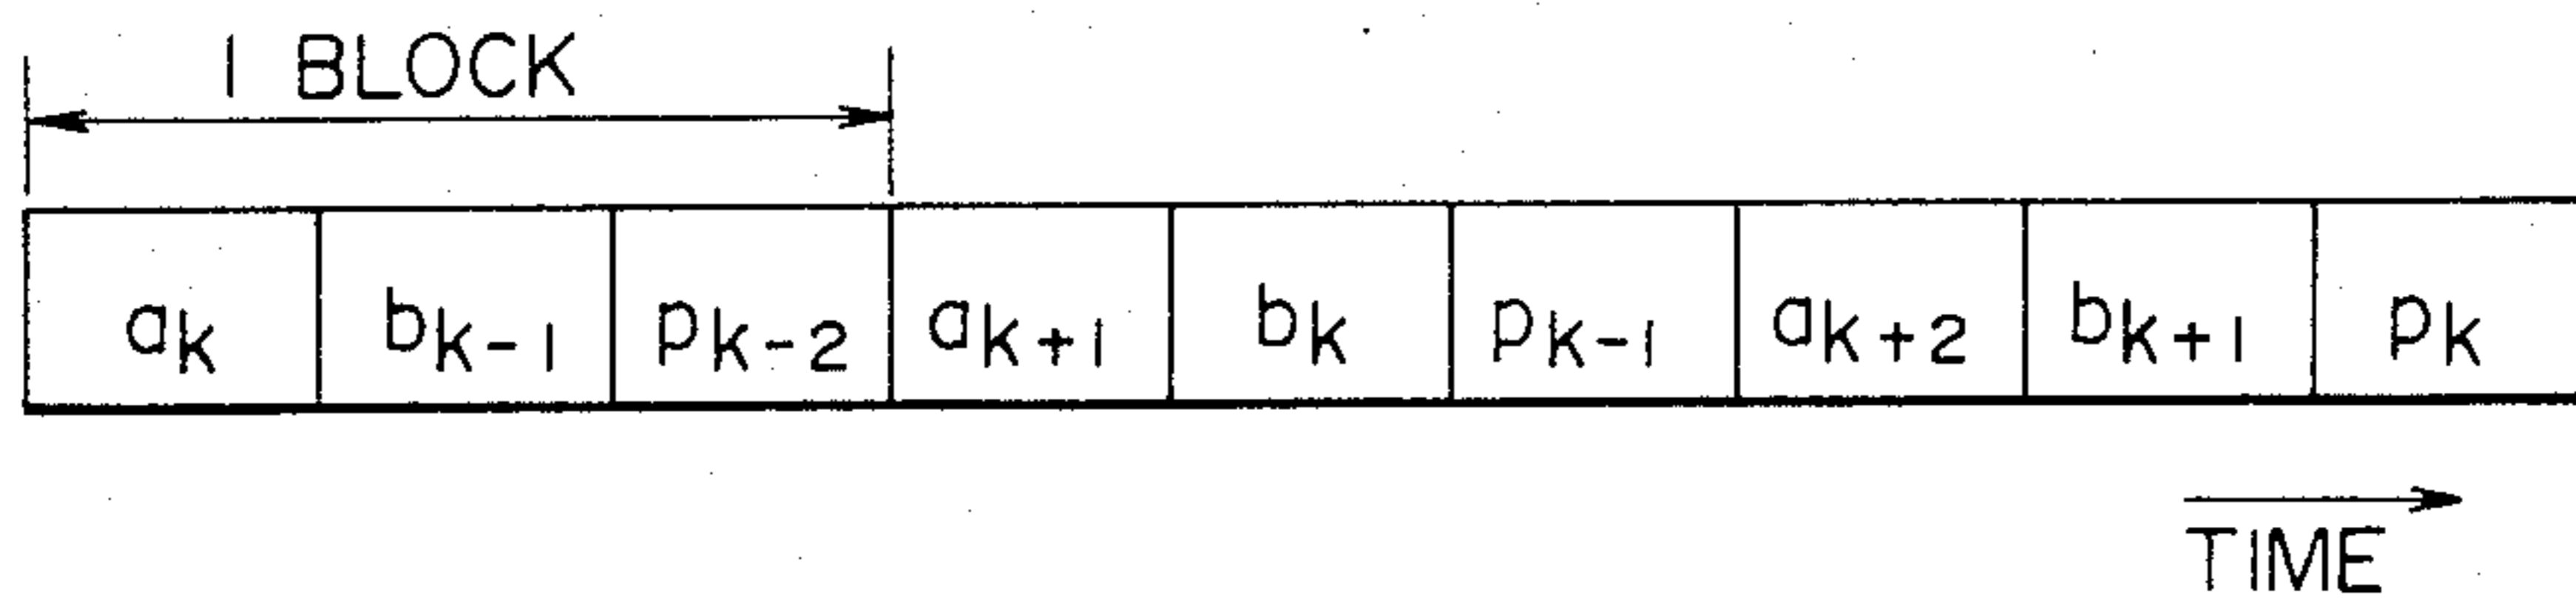 1 BLOCK
aₖ bₖ₋₁ pₖ₋₂ aₖ₊₁ bₖ pₖ₋₁ aₖ₊₂ bₖ₊₁ pₖ
TIME